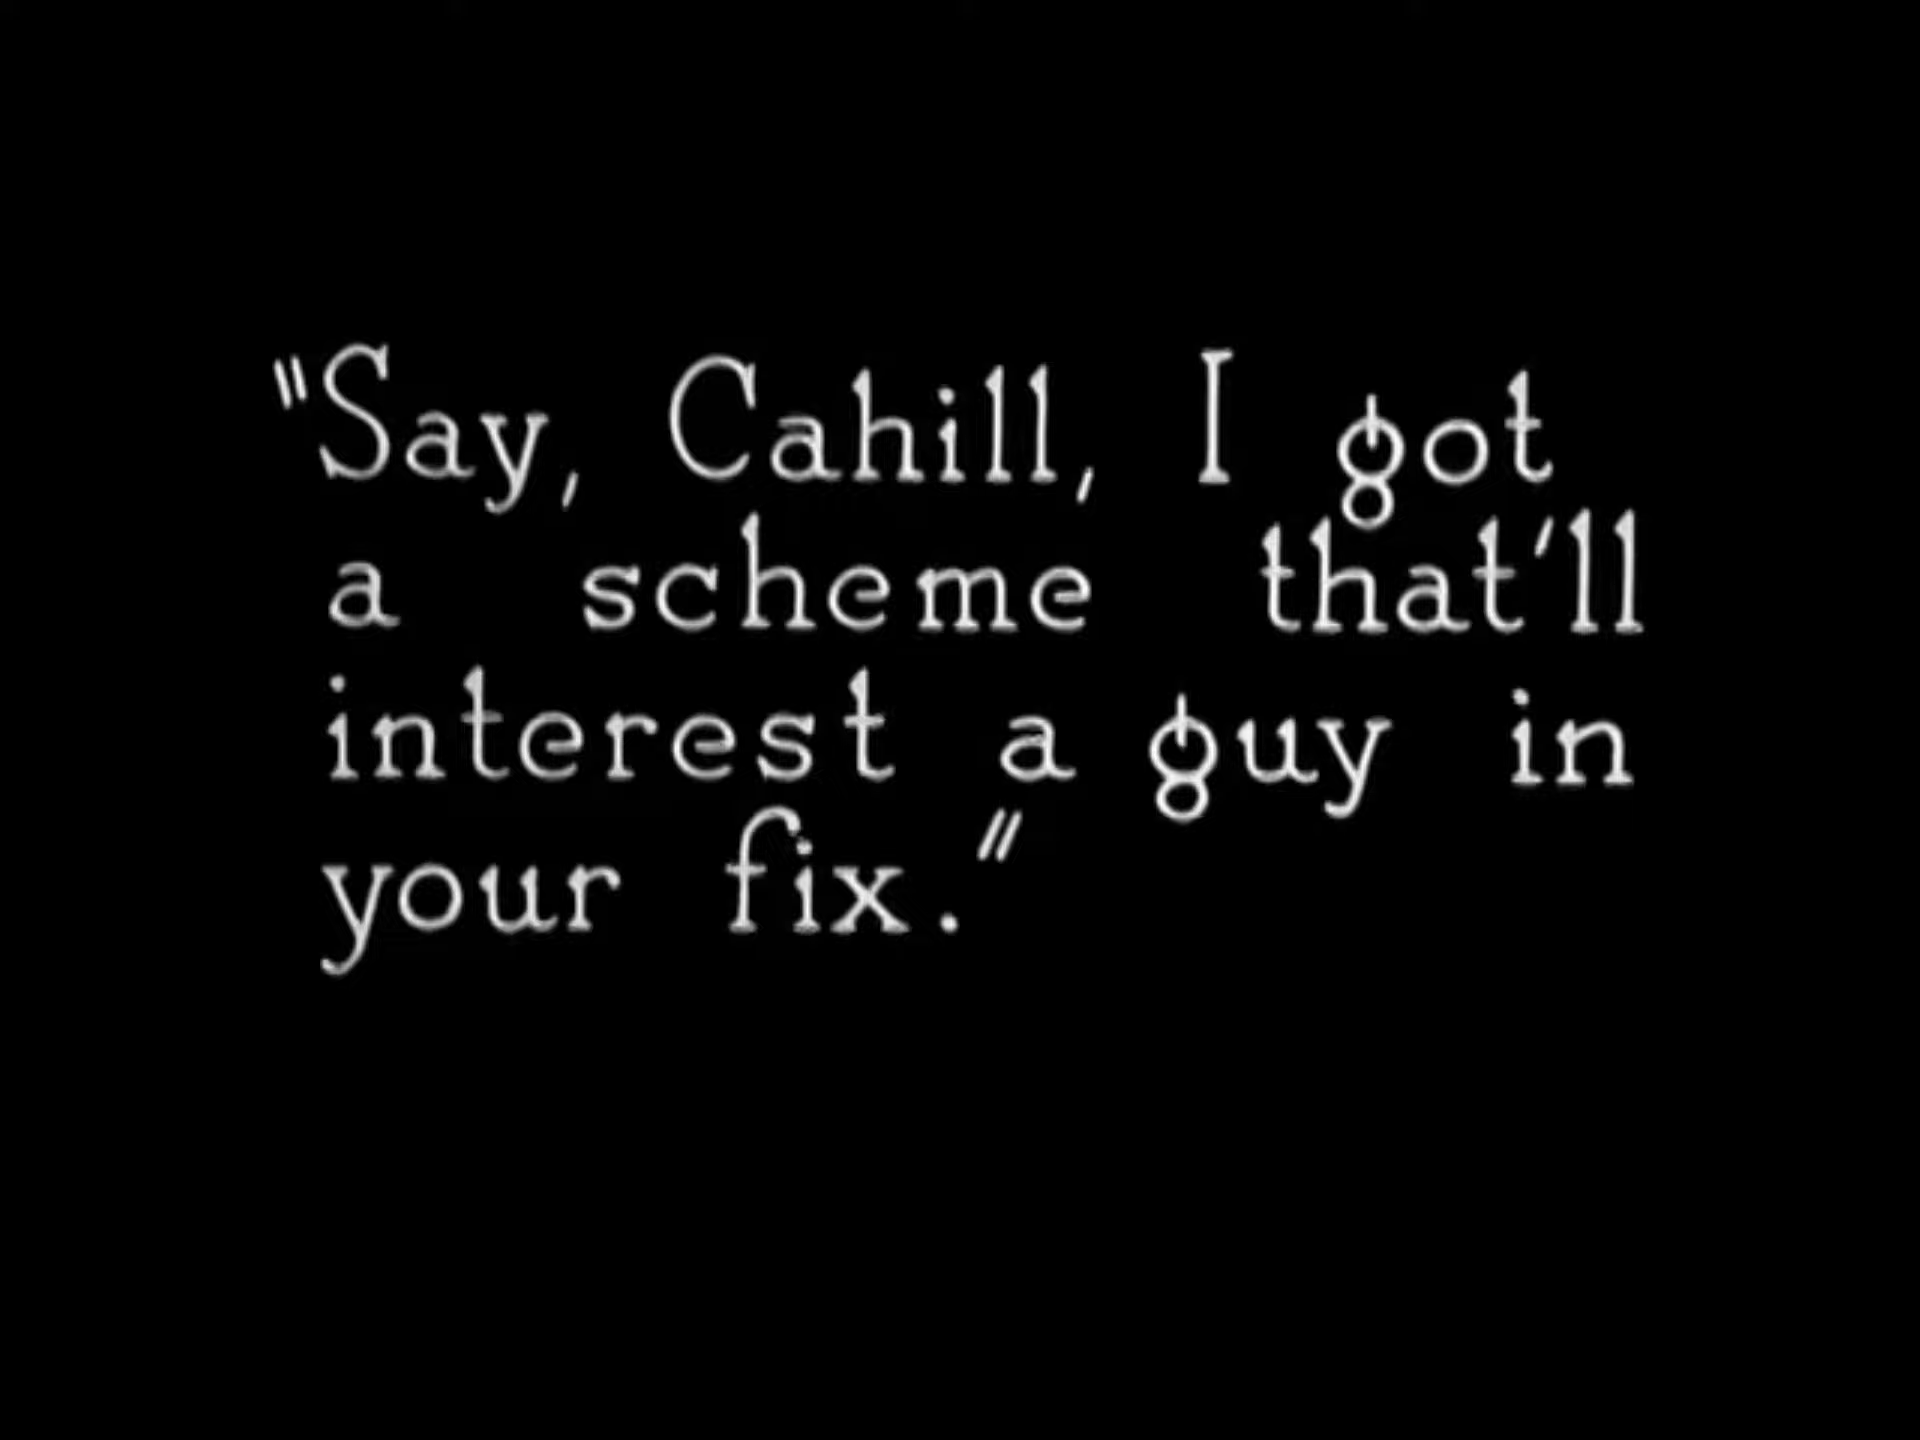 "Say, Cahill, I got
a scheme that'll
interest a guy in
your fix."